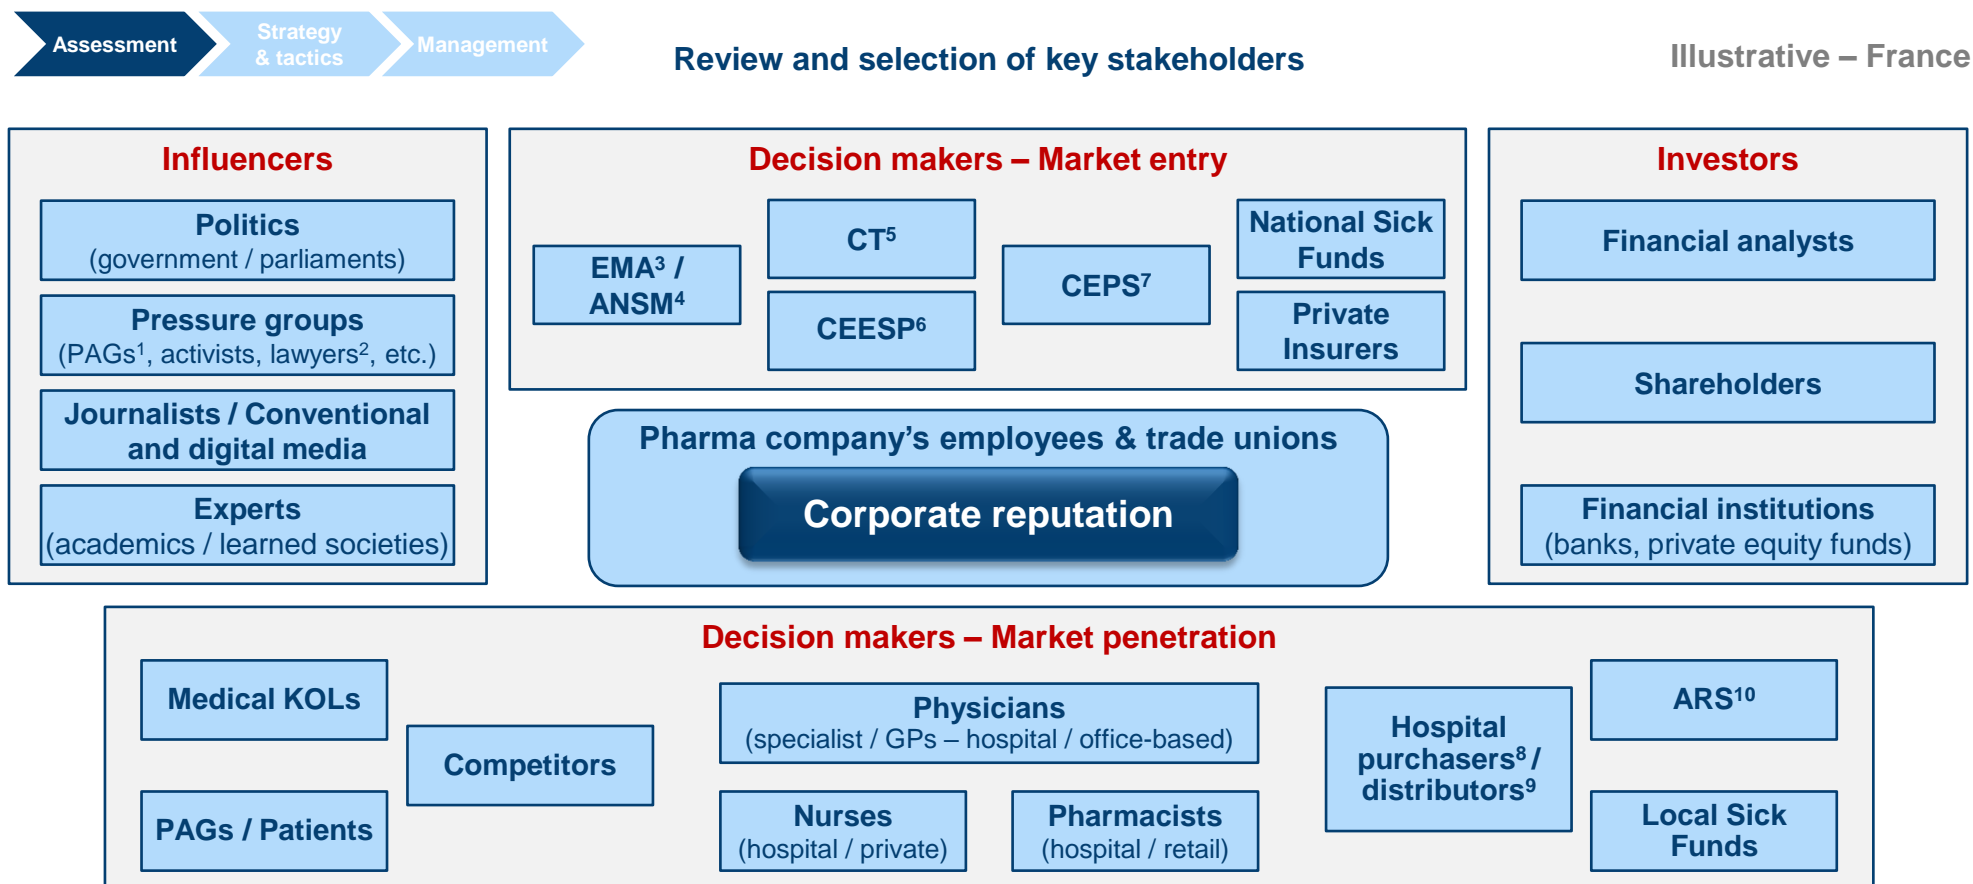 Assessment
Strategy
& tactics
Management
Review and selection of key stakeholders
Illustrative – France
Influencers
Politics
(government / parliaments)
Pressure groups
(PAGs¹, activists, lawyers², etc.)
Journalists / Conventional
and digital media
Experts
(academics / learned societies)
Decision makers – Market entry
EMA³ /
ANSM⁴
CT⁵
CEESP⁶
CEPS⁷
National Sick
Funds
Private
Insurers
Investors
Financial analysts
Shareholders
Financial institutions
(banks, private equity funds)
Pharma company’s employees & trade unions
Corporate reputation
Decision makers – Market penetration
Medical KOLs
PAGs / Patients
Competitors
Physicians
(specialist / GPs – hospital / office-based)
Nurses
(hospital / private)
Pharmacists
(hospital / retail)
Hospital
purchasers⁸ /
distributors⁹
ARS¹⁰
Local Sick
Funds